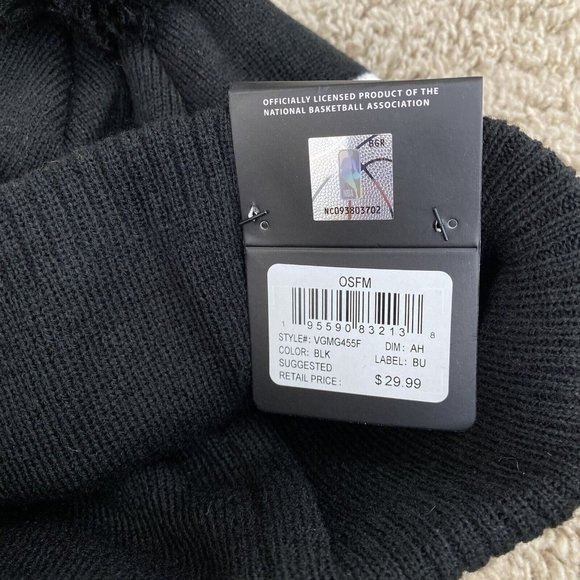 OFFICIALLY LICENSED PRODUCT OF THE
NATIONAL BASKETBALL ASSOCIATION
BGR
NC093803702
OSFM
1 95590 83213 8
STYLE#: VGMG455F DIM: AH
COLOR: BLK LABEL: BU
SUGGESTED
RETAIL PRICE: $29.99